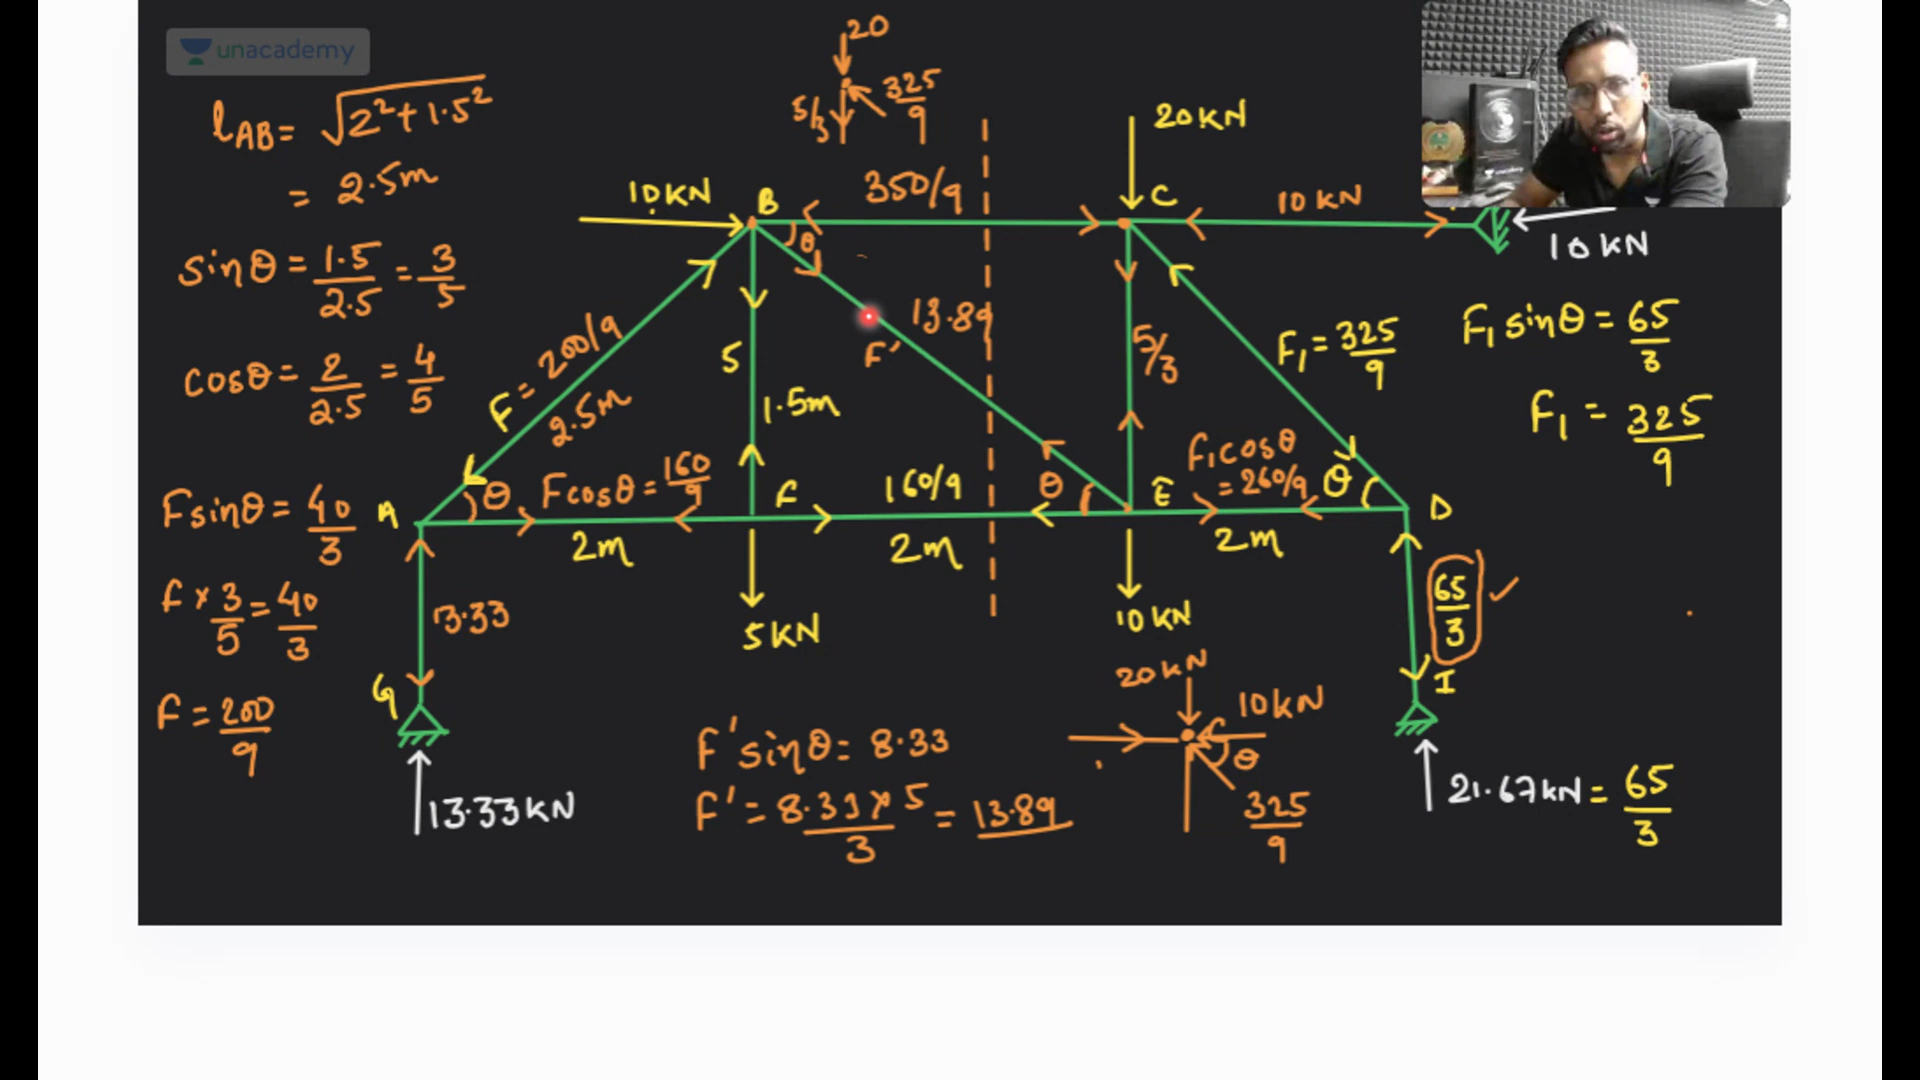 unacademy
lAB= √2²+1.5²
= 2.5m
sinθ = 1.5/2.5 = 3/5
cosθ = 2/2.5 = 4/5
Fsinθ = 40/3
F × 3/5 = 40/3
F = 200/9
20
5/3
325/9
10KN
B
350/9
20KN
C
10 KN
10 KN
θ
13.89
F'
F = 200/9
2.5m
5
1.5m
5/3
F1 = 325/9
F1 sinθ = 65/3
F1 = 325/9
A
θ
Fcosθ = 160/9
F
160/9
θ
E
F1cosθ
= 260/9
θ
D
2m
2m
2m
13.33
5KN
10KN
65/3
G
I
13.33KN
F'sinθ = 8.33
F' = 8.33×5/3 = 13.89
20KN
10KN
C
θ
325/9
21.67KN = 65/3